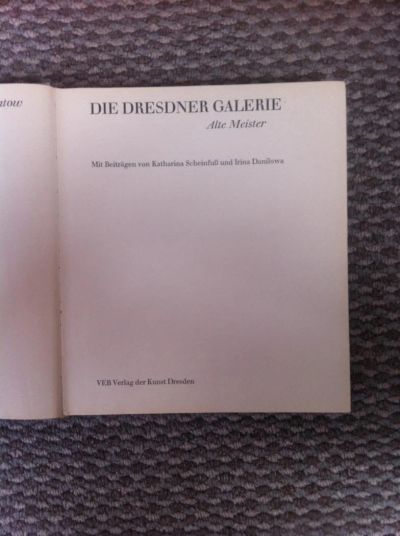 DIE DRESDNER GALERIE
Alte Meister
Mit Beiträgen von Katharina Scheinfuß und Irina Danilowa
VEB Verlag der Kunst Dresden